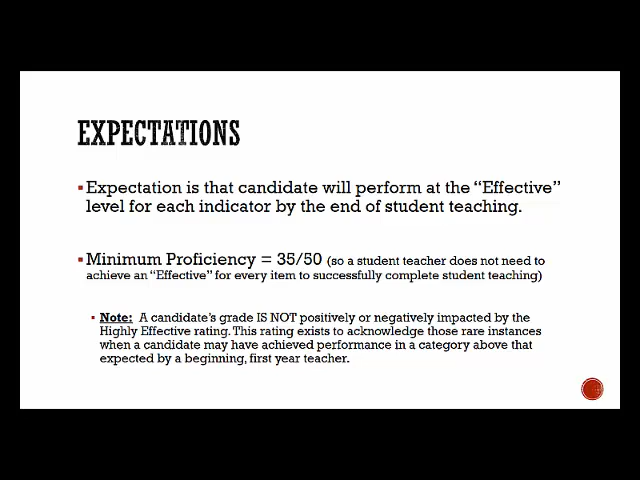 EXPECTATIONS
Expectation is that candidate will perform at the “Effective”
level for each indicator by the end of student teaching.
Minimum Proficiency = 35/50 (so a student teacher does not need to
achieve an “Effective” for every item to successfully complete student teaching)
Note: A candidate’s grade IS NOT positively or negatively impacted by the
Highly Effective rating. This rating exists to acknowledge those rare instances
when a candidate may have achieved performance in a category above that
expected by a beginning, first year teacher.